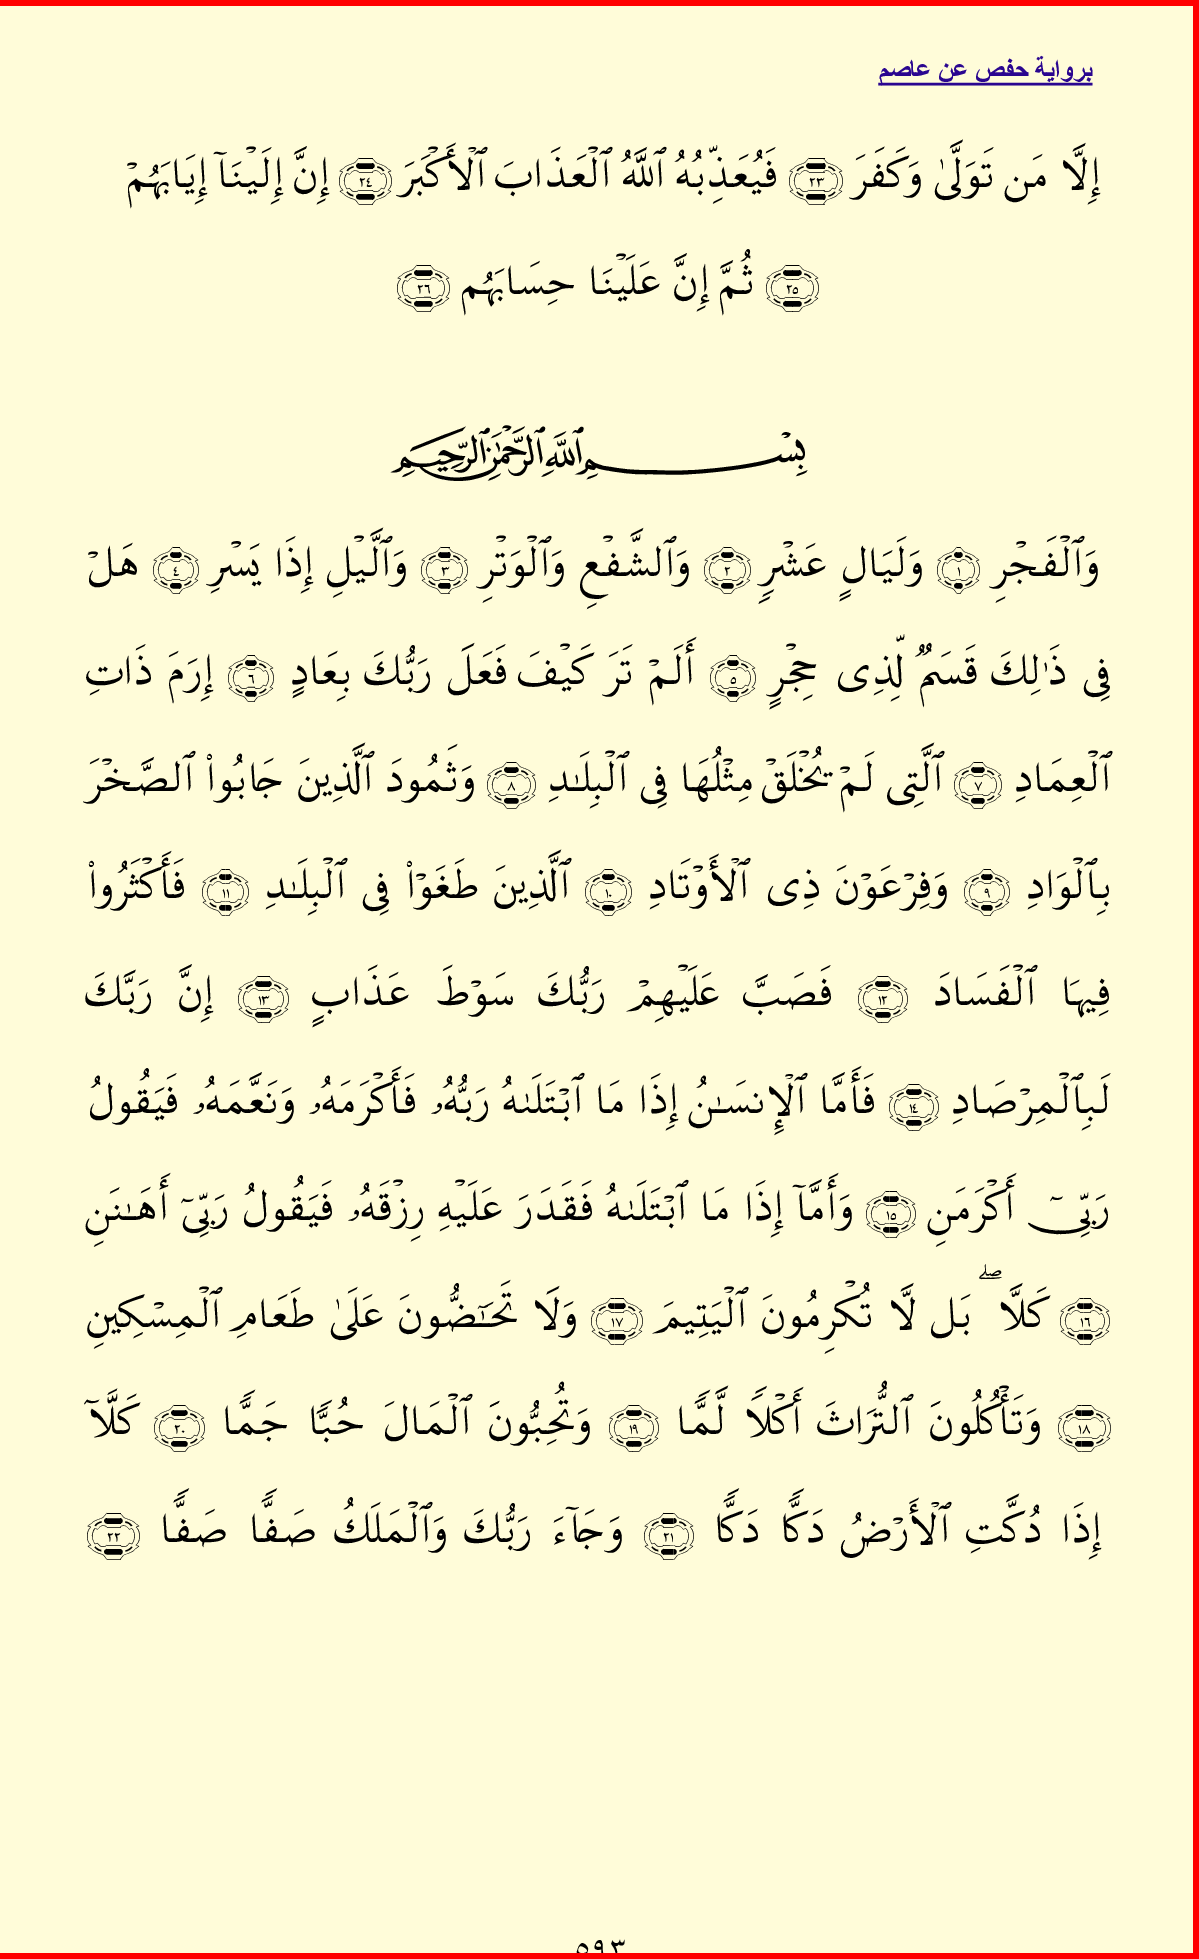 برواية حفص عن عاصم
إِلَّا مَن تَوَلَّىٰ وَكَفَرَ ٢٣ فَيُعَذِّبُهُ ٱللَّهُ ٱلْعَذَابَ ٱلْأَكْبَرَ ٢٤ إِنَّ إِلَيْنَآ إِيَابَهُمْ
٢٥ ثُمَّ إِنَّ عَلَيْنَا حِسَابَهُم ٢٦
بِسْمِ ٱللَّهِ ٱلرَّحْمَٰنِ ٱلرَّحِيمِ
وَٱلْفَجْرِ ١ وَلَيَالٍ عَشْرٍ ٢ وَٱلشَّفْعِ وَٱلْوَتْرِ ٣ وَٱلَّيْلِ إِذَا يَسْرِ ٤ هَلْ
فِى ذَٰلِكَ قَسَمٌ لِّذِى حِجْرٍ ٥ أَلَمْ تَرَ كَيْفَ فَعَلَ رَبُّكَ بِعَادٍ ٦ إِرَمَ ذَاتِ
ٱلْعِمَادِ ٧ ٱلَّتِى لَمْ يُخْلَقْ مِثْلُهَا فِى ٱلْبِلَـٰدِ ٨ وَثَمُودَ ٱلَّذِينَ جَابُوا۟ ٱلصَّخْرَ
بِٱلْوَادِ ٩ وَفِرْعَوْنَ ذِى ٱلْأَوْتَادِ ١٠ ٱلَّذِينَ طَغَوْا۟ فِى ٱلْبِلَـٰدِ ١١ فَأَكْثَرُوا۟
فِيهَا ٱلْفَسَادَ ١٢ فَصَبَّ عَلَيْهِمْ رَبُّكَ سَوْطَ عَذَابٍ ١٣ إِنَّ رَبَّكَ
لَبِٱلْمِرْصَادِ ١٤ فَأَمَّا ٱلْإِنسَـٰنُ إِذَا مَا ٱبْتَلَىٰهُ رَبُّهُۥ فَأَكْرَمَهُۥ وَنَعَّمَهُۥ فَيَقُولُ
رَبِّىٓ أَكْرَمَنِ ١٥ وَأَمَّآ إِذَا مَا ٱبْتَلَىٰهُ فَقَدَرَ عَلَيْهِ رِزْقَهُۥ فَيَقُولُ رَبِّىٓ أَهَـٰنَنِ
١٦ كَلَّا ۖ بَل لَّا تُكْرِمُونَ ٱلْيَتِيمَ ١٧ وَلَا تَحَـٰٓضُّونَ عَلَىٰ طَعَامِ ٱلْمِسْكِينِ
١٨ وَتَأْكُلُونَ ٱلتُّرَاثَ أَكْلًا لَّمًّا ١٩ وَتُحِبُّونَ ٱلْمَالَ حُبًّا جَمًّا ٢٠ كَلَّآ
إِذَا دُكَّتِ ٱلْأَرْضُ دَكًّا دَكًّا ٢١ وَجَآءَ رَبُّكَ وَٱلْمَلَكُ صَفًّا صَفًّا ٢٢
٥٩٣